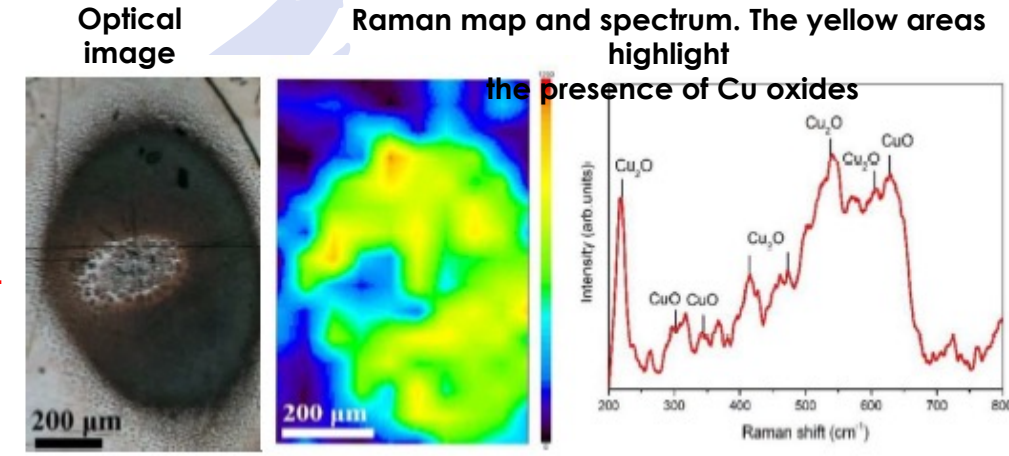 Optical
image
Raman map and spectrum. The yellow areas
highlight
the presence of Cu oxides
200 µm
200 µm
Intensity (arb.units)
Cu₂O
CuO
CuO
Cu₂O
Cu₂O
Cu₂O
CuO
200 300 400 500 600 700 800
Raman shift (cm⁻¹)